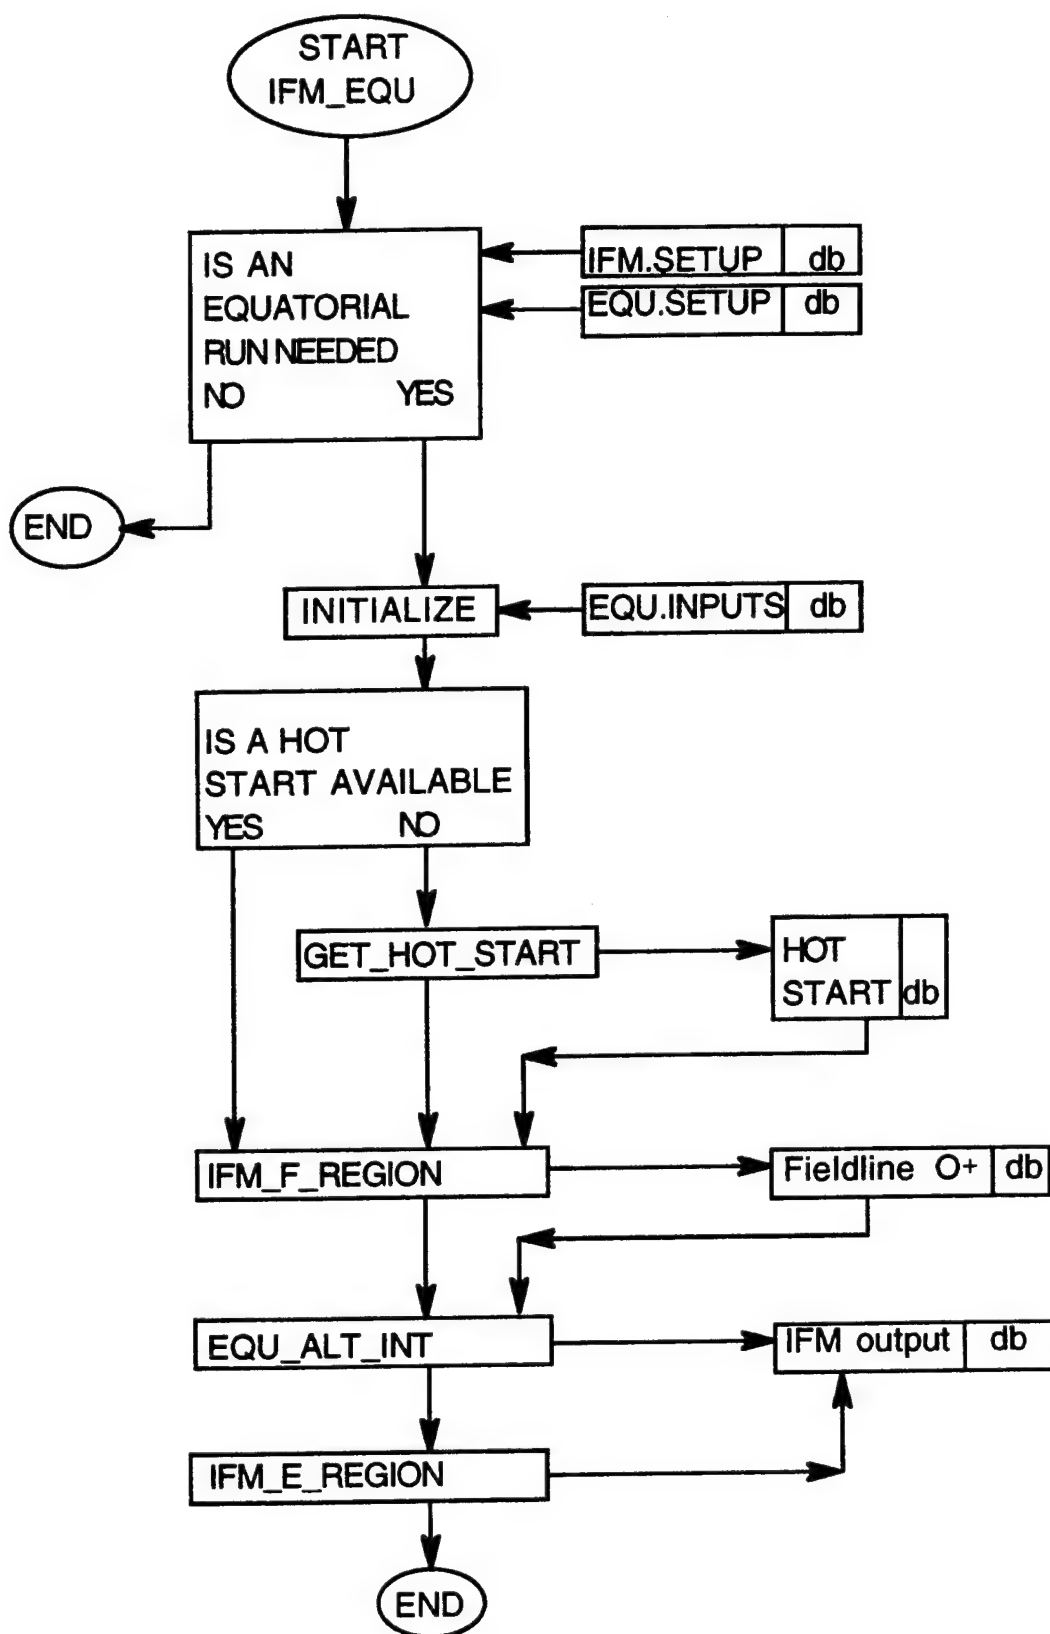 START
IFM_EQU
IS AN
EQUATORIAL
RUN NEEDED
NO YES
IFM.SETUP db
EQU.SETUP db
END
INITIALIZE
EQU.INPUTS db
IS A HOT
START AVAILABLE
YES NO
GET_HOT_START
HOT
START db
IFM_F_REGION
Fieldline O+ db
EQU_ALT_INT
IFM output db
IFM_E_REGION
END